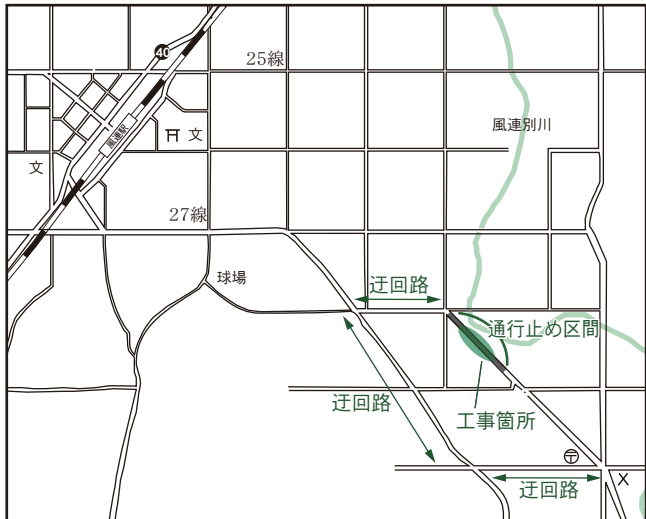 40
25線
風連駅
文
風連別川
文
27線
球場
迂回路
通行止め区間
迂回路
工事箇所
迂回路